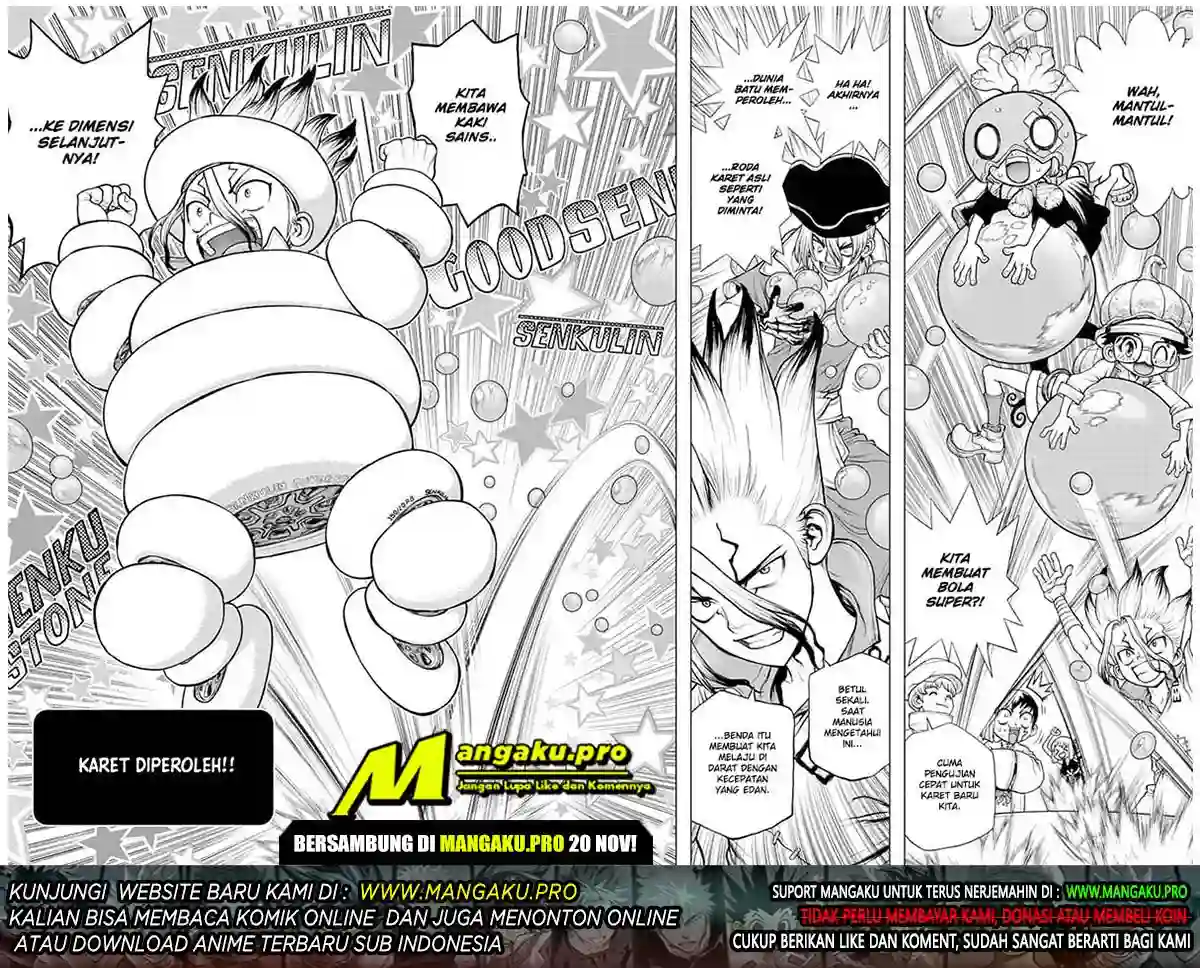 WAH,
MANTUL-
MANTUL!
KITA
MEMBUAT
BOLA
SUPER?!
CUMA
PENGUJIAN
CEPAT UNTUK
KARET BARU
KITA.
HA HA!
AKHIRNYA
...
...DUNIA
BATU MEM-
PEROLEH...
...RODA
KARET ASLI
SEPERTI
YANG
DIMINTA!
BETUL
SEKALI.
SAAT
MANUSIA
MENGETAHUI
INI...
...BENDA ITU
MEMBUAT KITA
MELAJU DI
DARAT DENGAN
KECEPATAN
YANG EDAN.
KITA
MEMBAWA
KAKI
SAINS..
...KE DIMENSI
SELANJUT-
NYA!
SENKULIN
GOODSEN
SENKULIN
SENKU
STONE
KARET DIPEROLEH!!
Mangaku.pro
Jangan Lupa Like dan Komennya
BERSAMBUNG DI MANGAKU.PRO 20 NOV!
KUNJUNGI WEBSITE BARU KAMI DI : WWW.MANGAKU.PRO
KALIAN BISA MEMBACA KOMIK ONLINE DAN JUGA MENONTON ONLINE
ATAU DOWNLOAD ANIME TERBARU SUB INDONESIA
SUPORT MANGAKU UNTUK TERUS NERJEMAHIN DI : WWW.MANGAKU.PRO
TIDAK PERLU MEMBAYAR KAMI, DONASI ATAU MEMBELI KOIN
CUKUP BERIKAN LIKE DAN KOMENT, SUDAH SANGAT BERARTI BAGI KAMI